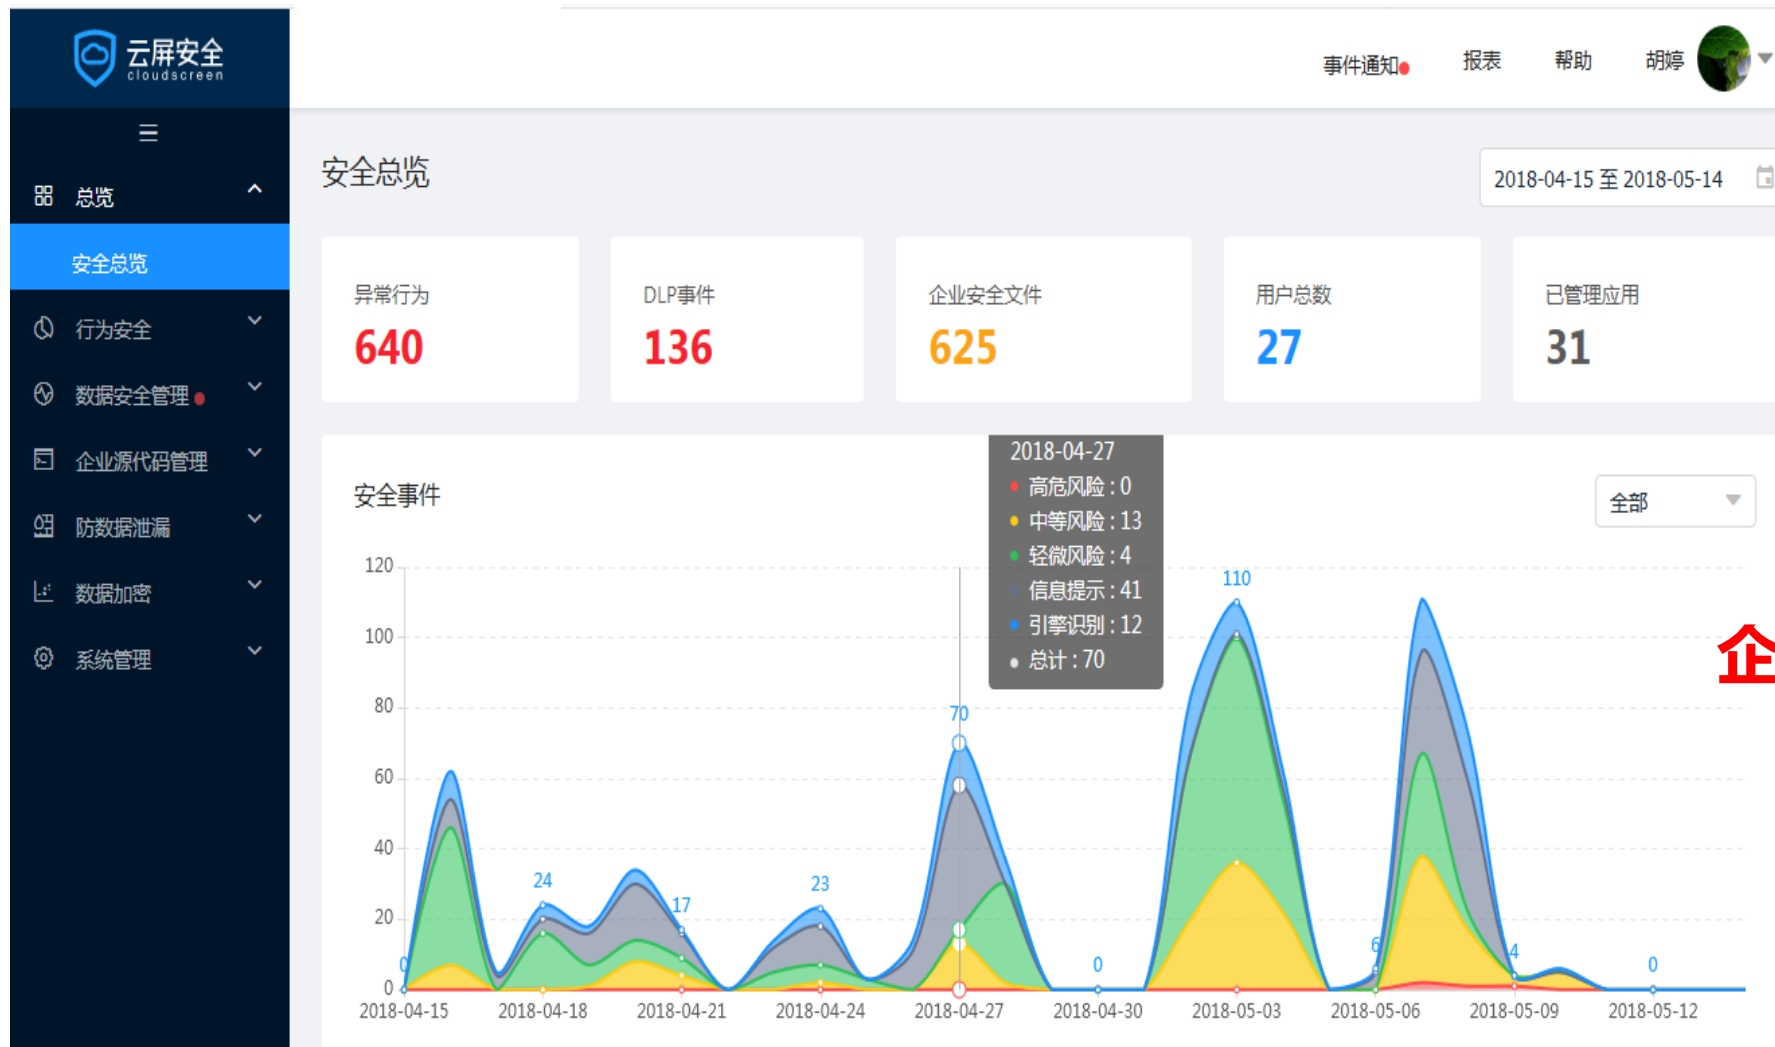 云屏安全
cloudscreen
事件通知
报表
帮助
胡婷
总览
安全总览
行为安全
数据安全管理
企业源代码管理
防数据泄漏
数据加密
系统管理
安全总览
2018-04-15 至 2018-05-14
异常行为
640
DLP事件
136
企业安全文件
625
用户总数
27
已管理应用
31
安全事件
全部
2018-04-27
高危风险 : 0
中等风险 : 13
轻微风险 : 4
信息提示 : 41
引擎识别 : 12
总计 : 70
120
100
80
60
40
20
0
0
24
17
23
70
0
110
6
4
0
2018-04-15
2018-04-18
2018-04-21
2018-04-24
2018-04-27
2018-04-30
2018-05-03
2018-05-06
2018-05-09
2018-05-12
企